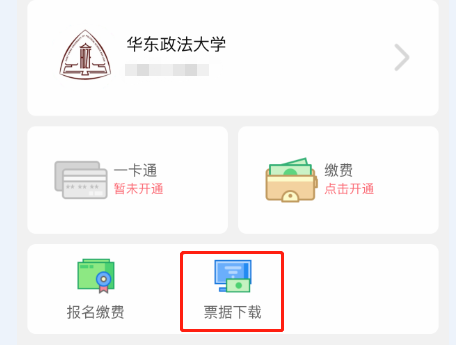 华东政法大学
一卡通
暂未开通
缴费
点击开通
报名缴费
票据下载